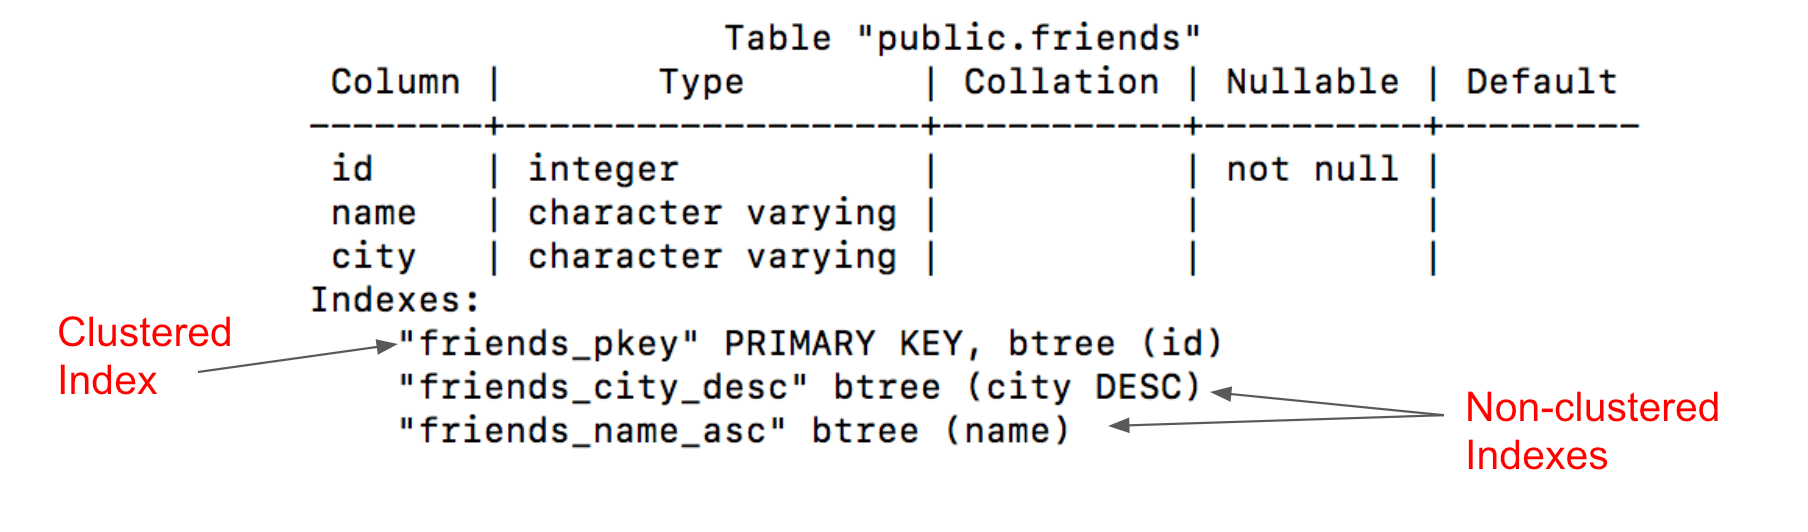 Table "public.friends"
Column | Type | Collation | Nullable | Default
--------+-------------------+-----------+----------+---------
id | integer | | not null |
name | character varying | | |
city | character varying | | |
Indexes:
Clustered Index
"friends_pkey" PRIMARY KEY, btree (id)
"friends_city_desc" btree (city DESC)
"friends_name_asc" btree (name)
Non-clustered
Indexes